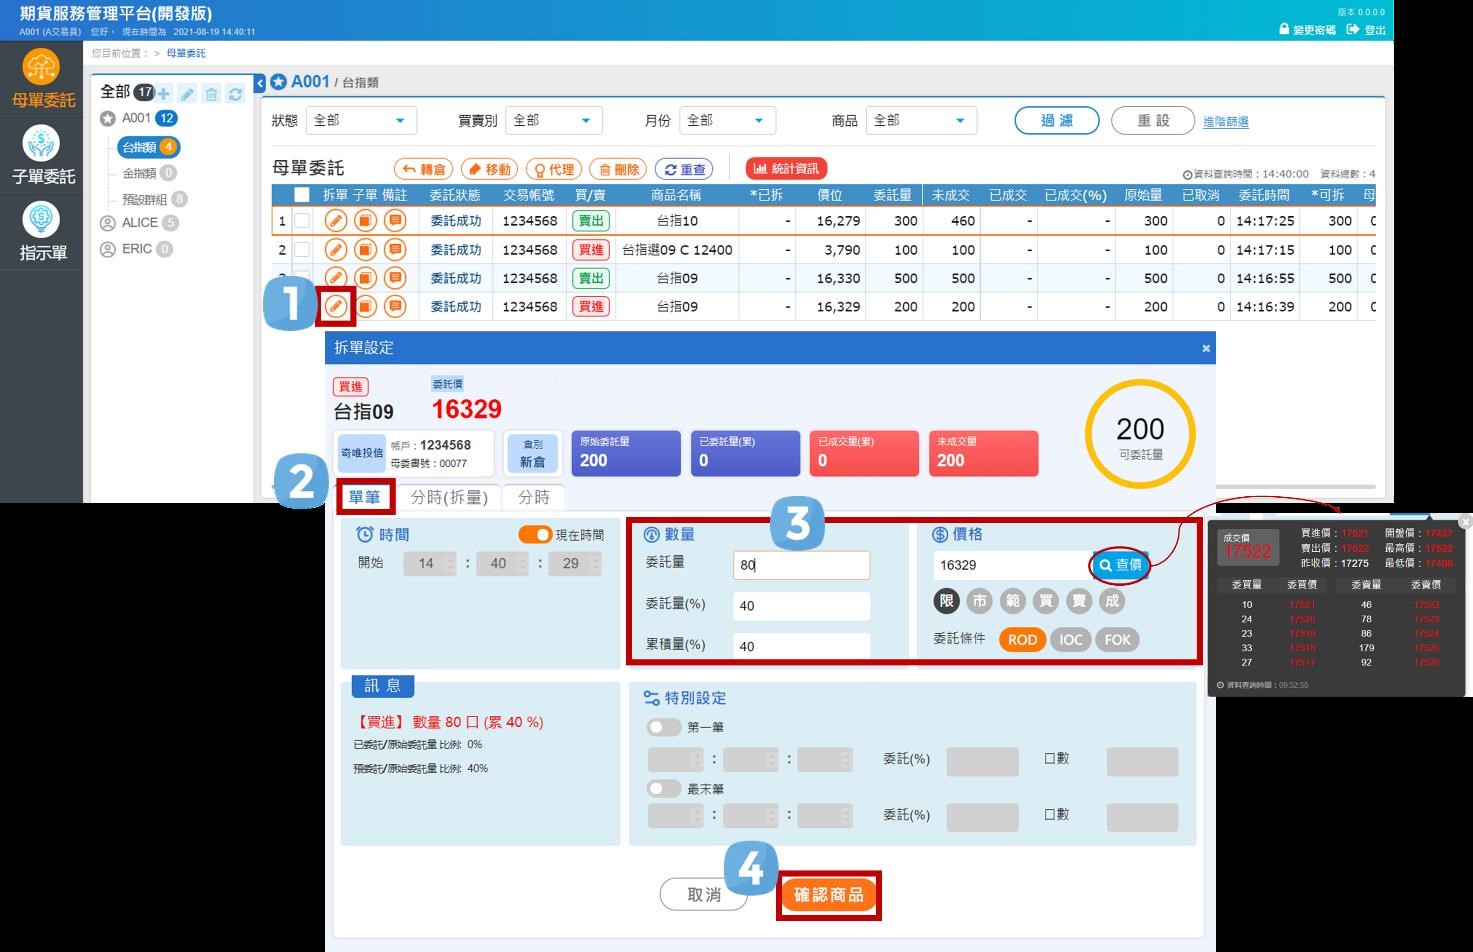 期貨服務管理平台(開發版)
A001 (A交易員) 您好， 現在時間為 2021-08-19 14:40:11
版本 0.0.0.0
變更密碼 登出
母單委託
子單委託
指示單
您目前位置： > 母單委託
全部 17
A001 12
台指類 4
金指類 0
預設群組 8
ALICE 5
ERIC 0
A001 / 台指類
狀態 全部 買賣別 全部 月份 全部 商品 全部 過濾 重設 進階篩選
母單委託 轉倉 移動 代理 刪除 重查 統計資訊
資料查詢時間：14:40:00 資料總數：4
拆單 子單 備註 委託狀態 交易帳號 買/賣 商品名稱 *已拆 價位 委託量 未成交 已成交 已成交(%) 原始量 已取消 委託時間 *可拆 母
1 委託成功 1234568 賣出 台指10 - 16,279 300 460 - - 300 0 14:17:25 300 0
2 委託成功 1234568 買進 台指選09 C 12400 - 3,790 100 100 - - 100 0 14:17:15 100 0
委託成功 1234568 賣出 台指09 - 16,330 500 500 - - 500 0 14:16:55 500 0
委託成功 1234568 買進 台指09 - 16,329 200 200 - - 200 0 14:16:39 200 0
1
拆單設定 ×
買進
台指09
委託價
16329
200
可委託量
奇唯投信
帳戶：1234568
母委書號：00077
倉別
新倉
原始委託量
200
已委託量(累)
0
已成交量(累)
0
未成交量
200
2
單筆 分時(拆量) 分時
時間 現在時間
開始 14 : 40 : 29
3
數量
委託量 80
委託量(%) 40
累積量(%) 40
價格
16329 查價
限 市 範 買 賣 成
委託條件 ROD IOC FOK
成交價
17522
買進價：17521 開盤價：17437
賣出價：17522 最高價：17522
昨收價：17275 最低價：17408
委買量 委買價 委賣量 委賣價
10 17521 46 17522
24 17520 78 17523
23 17519 86 17524
33 17518 179 17525
27 17517 92 17526
資料查詢時間：09:52:55
訊息
【買進】 數量 80 口 (累 40 %)
已委託/原始委託量 比例: 0%
預委託/原始委託量 比例: 40%
特別設定
第一筆
: : 委託(%) 口數
最末筆
: : 委託(%) 口數
4
取消 確認商品